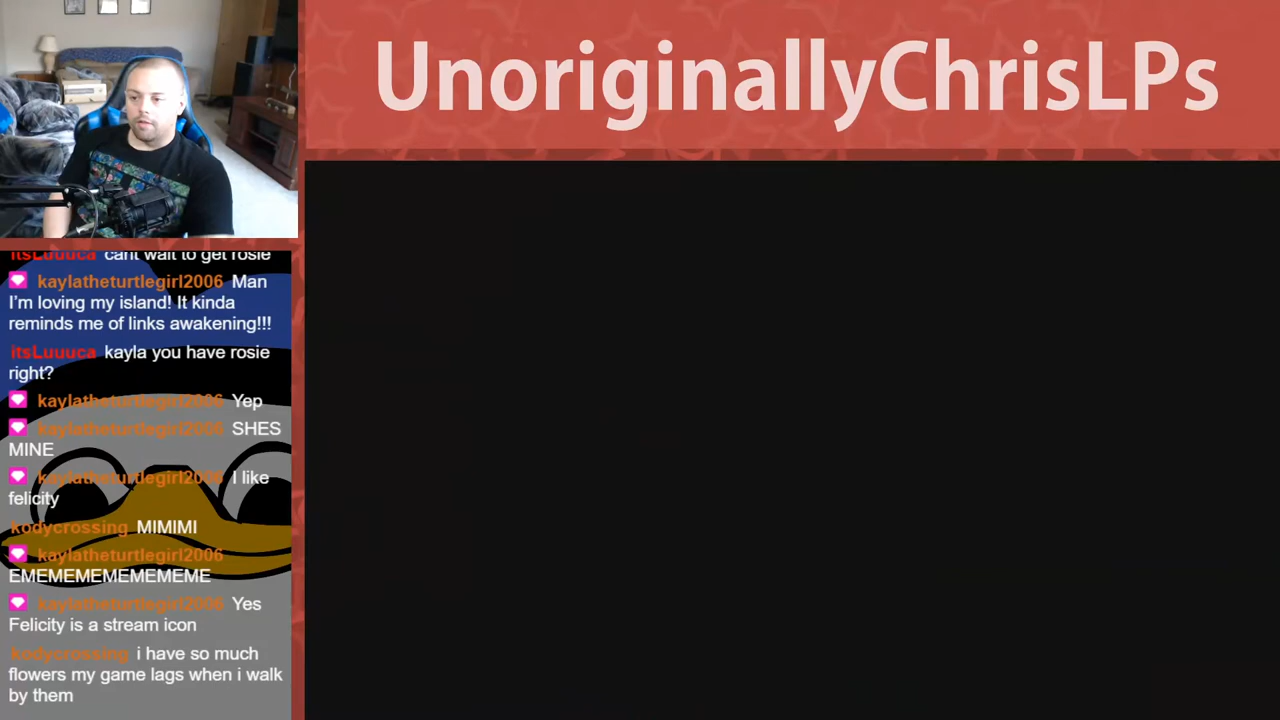 UnoriginallyChrisLPs
itsLuuuca cant wait to get rosie
kaylatheturtlegirl2006 Man
I'm loving my island! It kinda
reminds me of links awakening!!!
itsLuuuca kayla you have rosie
right?
kaylatheturtlegirl2006 Yep
kaylatheturtlegirl2006 SHES
MINE
kaylatheturtlegirl2006 I like
felicity
kodycrossing MIMIMI
kaylatheturtlegirl2006
EMEMEMEMEMEMEME
kaylatheturtlegirl2006 Yes
Felicity is a stream icon
kodycrossing i have so much
flowers my game lags when i walk
by them